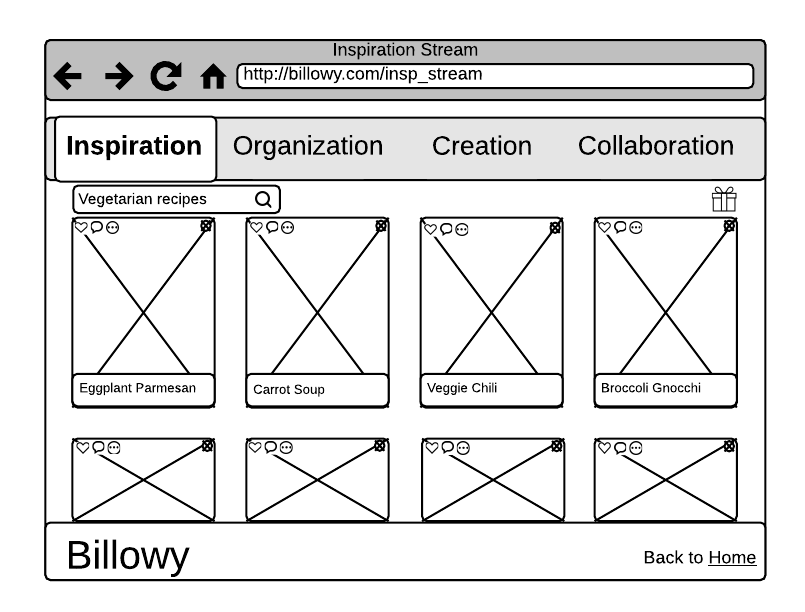 Inspiration Stream
http://billowy.com/insp_stream
Inspiration Organization Creation Collaboration
Vegetarian recipes
Eggplant Parmesan
Carrot Soup
Veggie Chili
Broccoli Gnocchi
Billowy
Back to Home